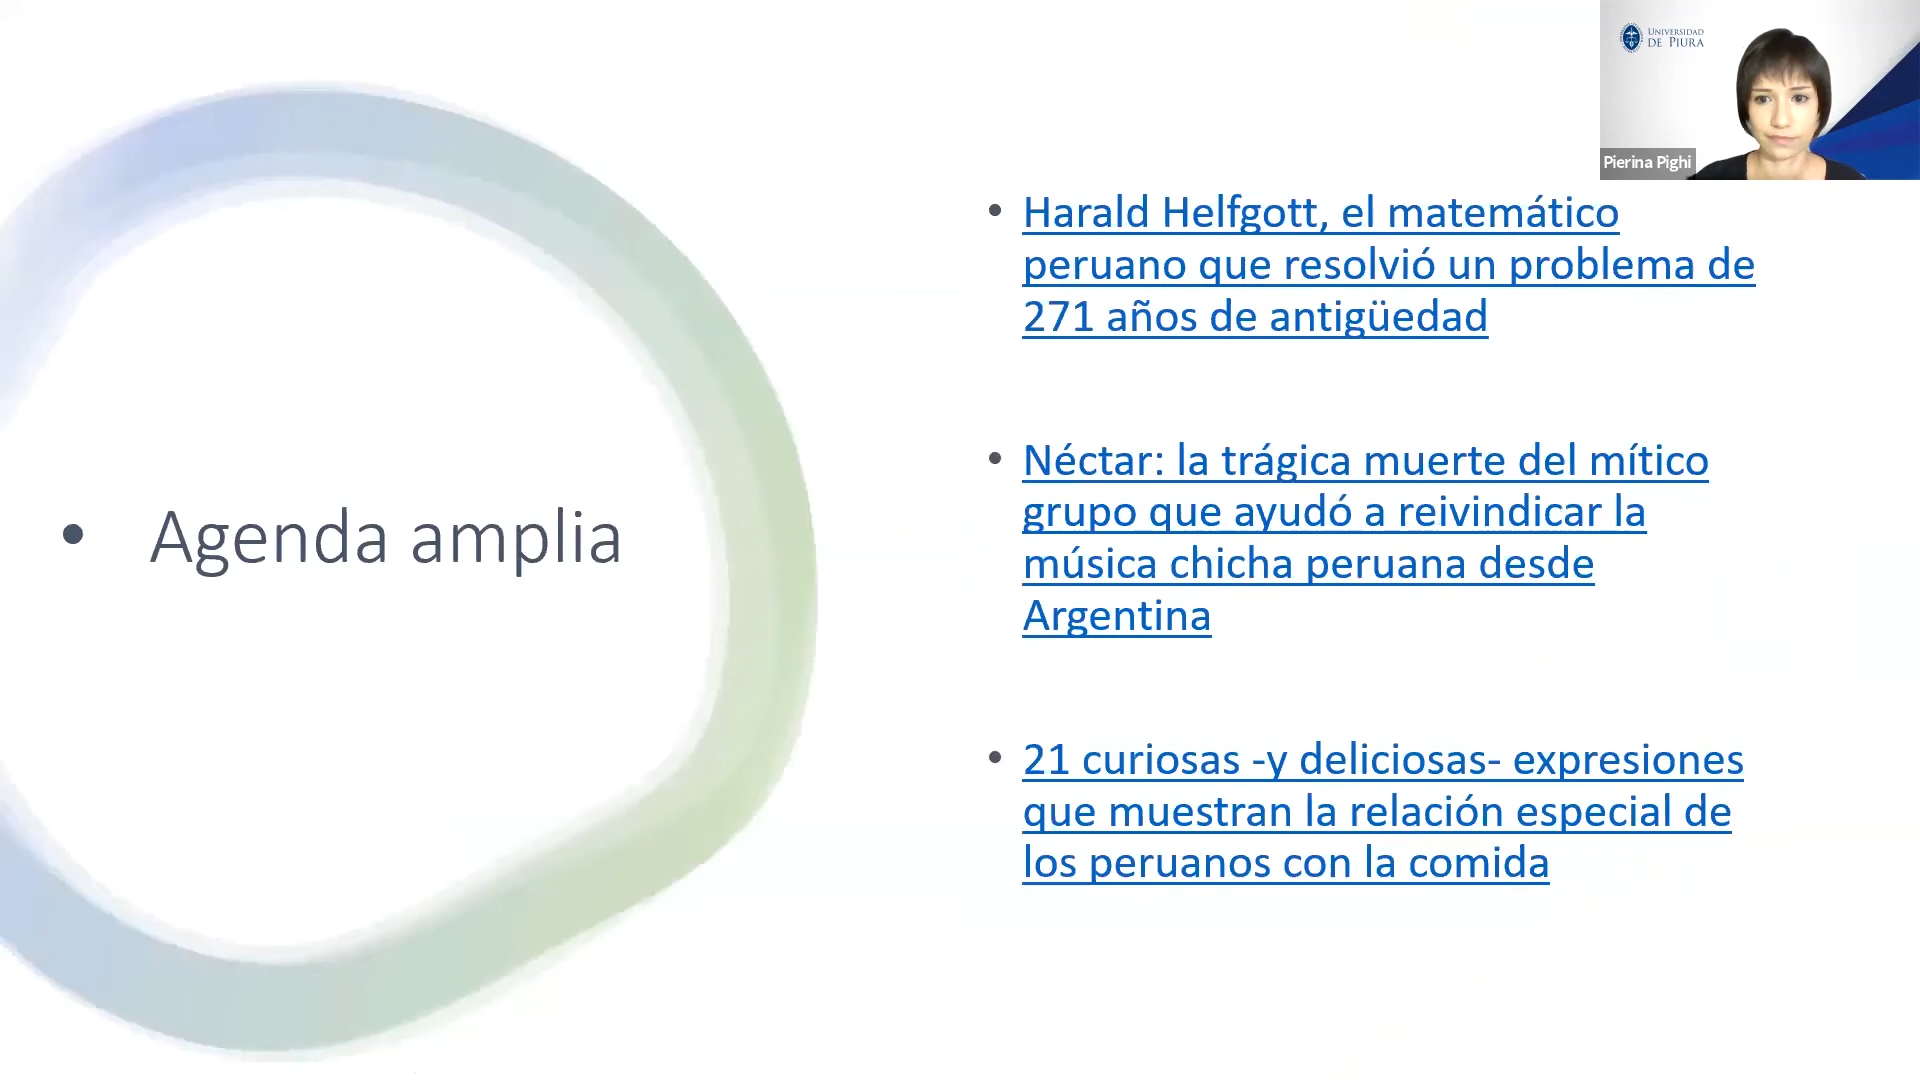 UNIVERSIDAD
DE PIURA
Pierina Pighi
• Agenda amplia
• Harald Helfgott, el matemático
peruano que resolvió un problema de
271 años de antigüedad
• Néctar: la trágica muerte del mítico
grupo que ayudó a reivindicar la
música chicha peruana desde
Argentina
• 21 curiosas -y deliciosas- expresiones
que muestran la relación especial de
los peruanos con la comida